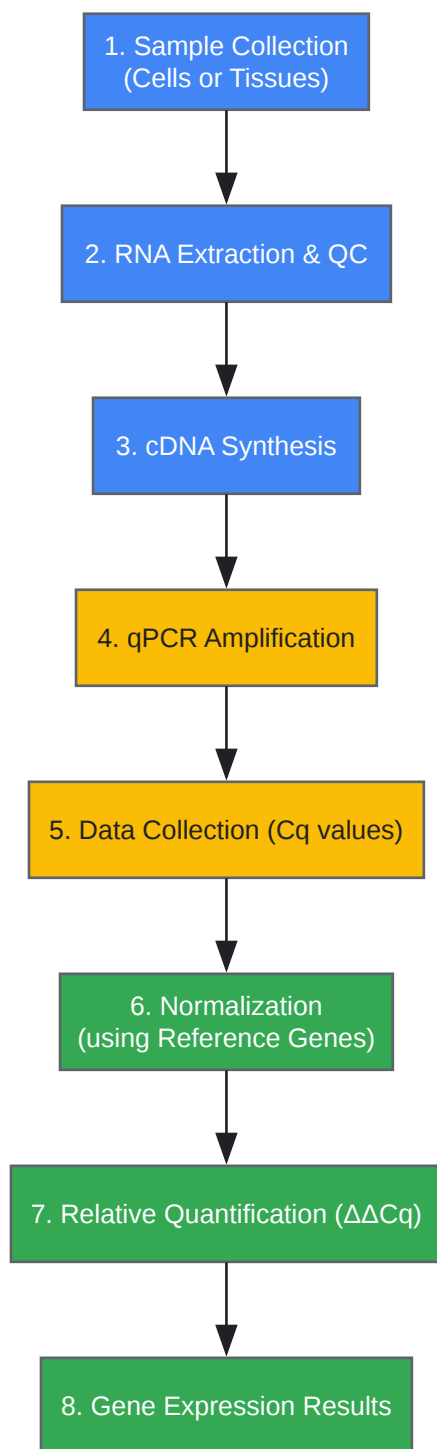 1. Sample Collection
(Cells or Tissues)
2. RNA Extraction & QC
3. cDNA Synthesis
4. qPCR Amplification
5. Data Collection (Cq values)
6. Normalization
(using Reference Genes)
7. Relative Quantification (ΔΔCq)
8. Gene Expression Results